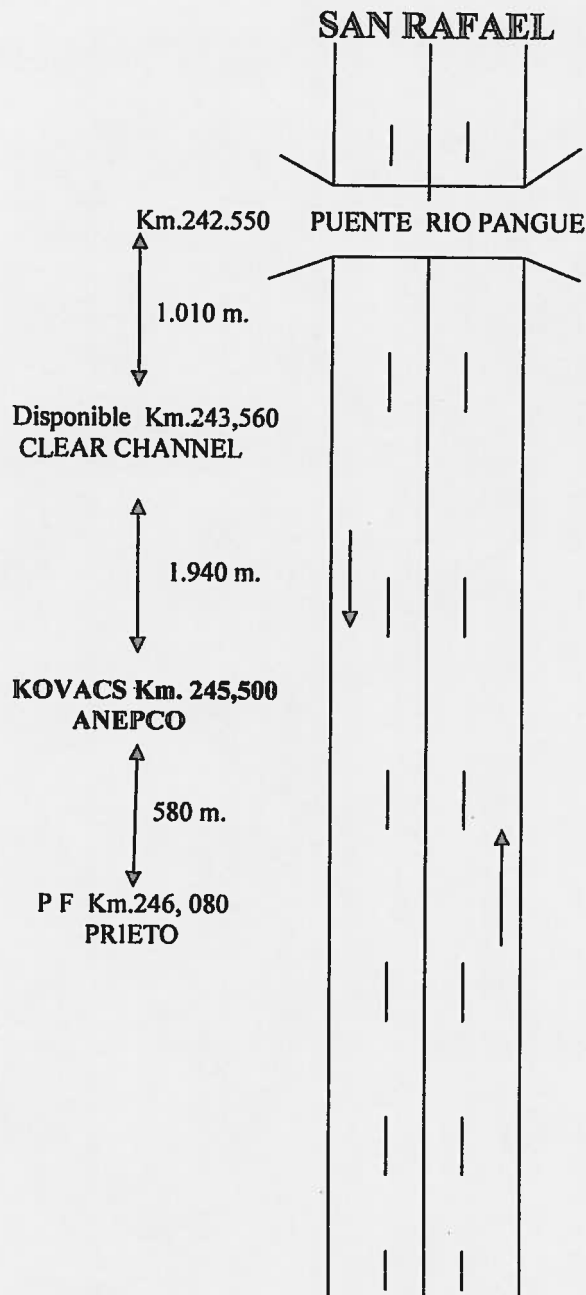 SAN RAFAEL
Km.242.550 PUENTE RIO PANGUE
1.010 m.
Disponible Km.243,560
CLEAR CHANNEL
1.940 m.
KOVACS Km. 245,500
ANEPCO
580 m.
P F Km.246, 080
PRIETO